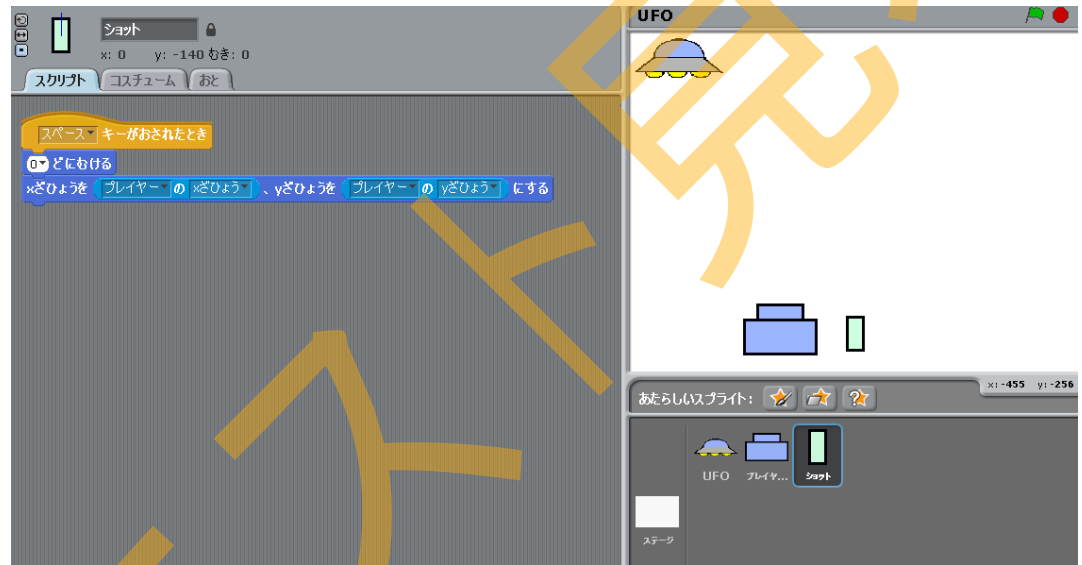 ショット
x: 0 y: -140 むき: 0
スクリプト コスチューム おと
スペース キーがおされたとき
0 どにむける
xざひょうを プレイヤー の xざひょう 、yざひょうを プレイヤー の yざひょう にする
UFO
x: -455 y: -256
あたらしいスプライト:
UFO プレイヤ... ショット
ステージ